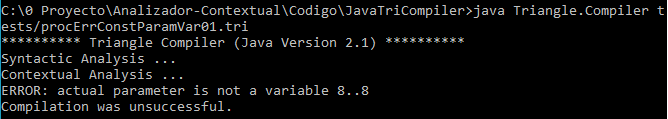 C:\0 Proyecto\Analizador-Contextual\Codigo\JavaTriCompiler>java Triangle.Compiler t
ests/procErrConstParamVar01.tri
********** Triangle Compiler (Java Version 2.1) **********
Syntactic Analysis ...
Contextual Analysis ...
ERROR: actual parameter is not a variable 8..8
Compilation was unsuccessful.